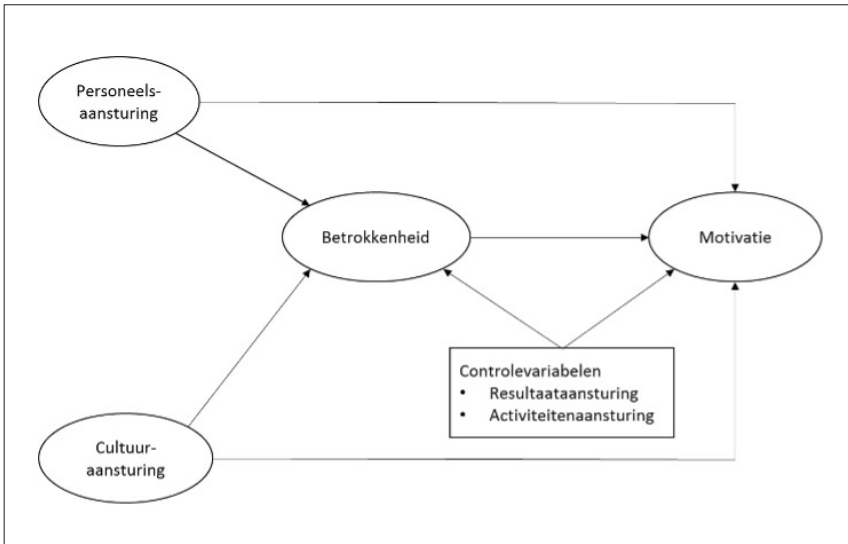 Personeels-
aansturing
Betrokkenheid
Motivatie
Controlevariabelen
• Resultaataansturing
• Activiteitenaansturing
Cultuur-
aansturing